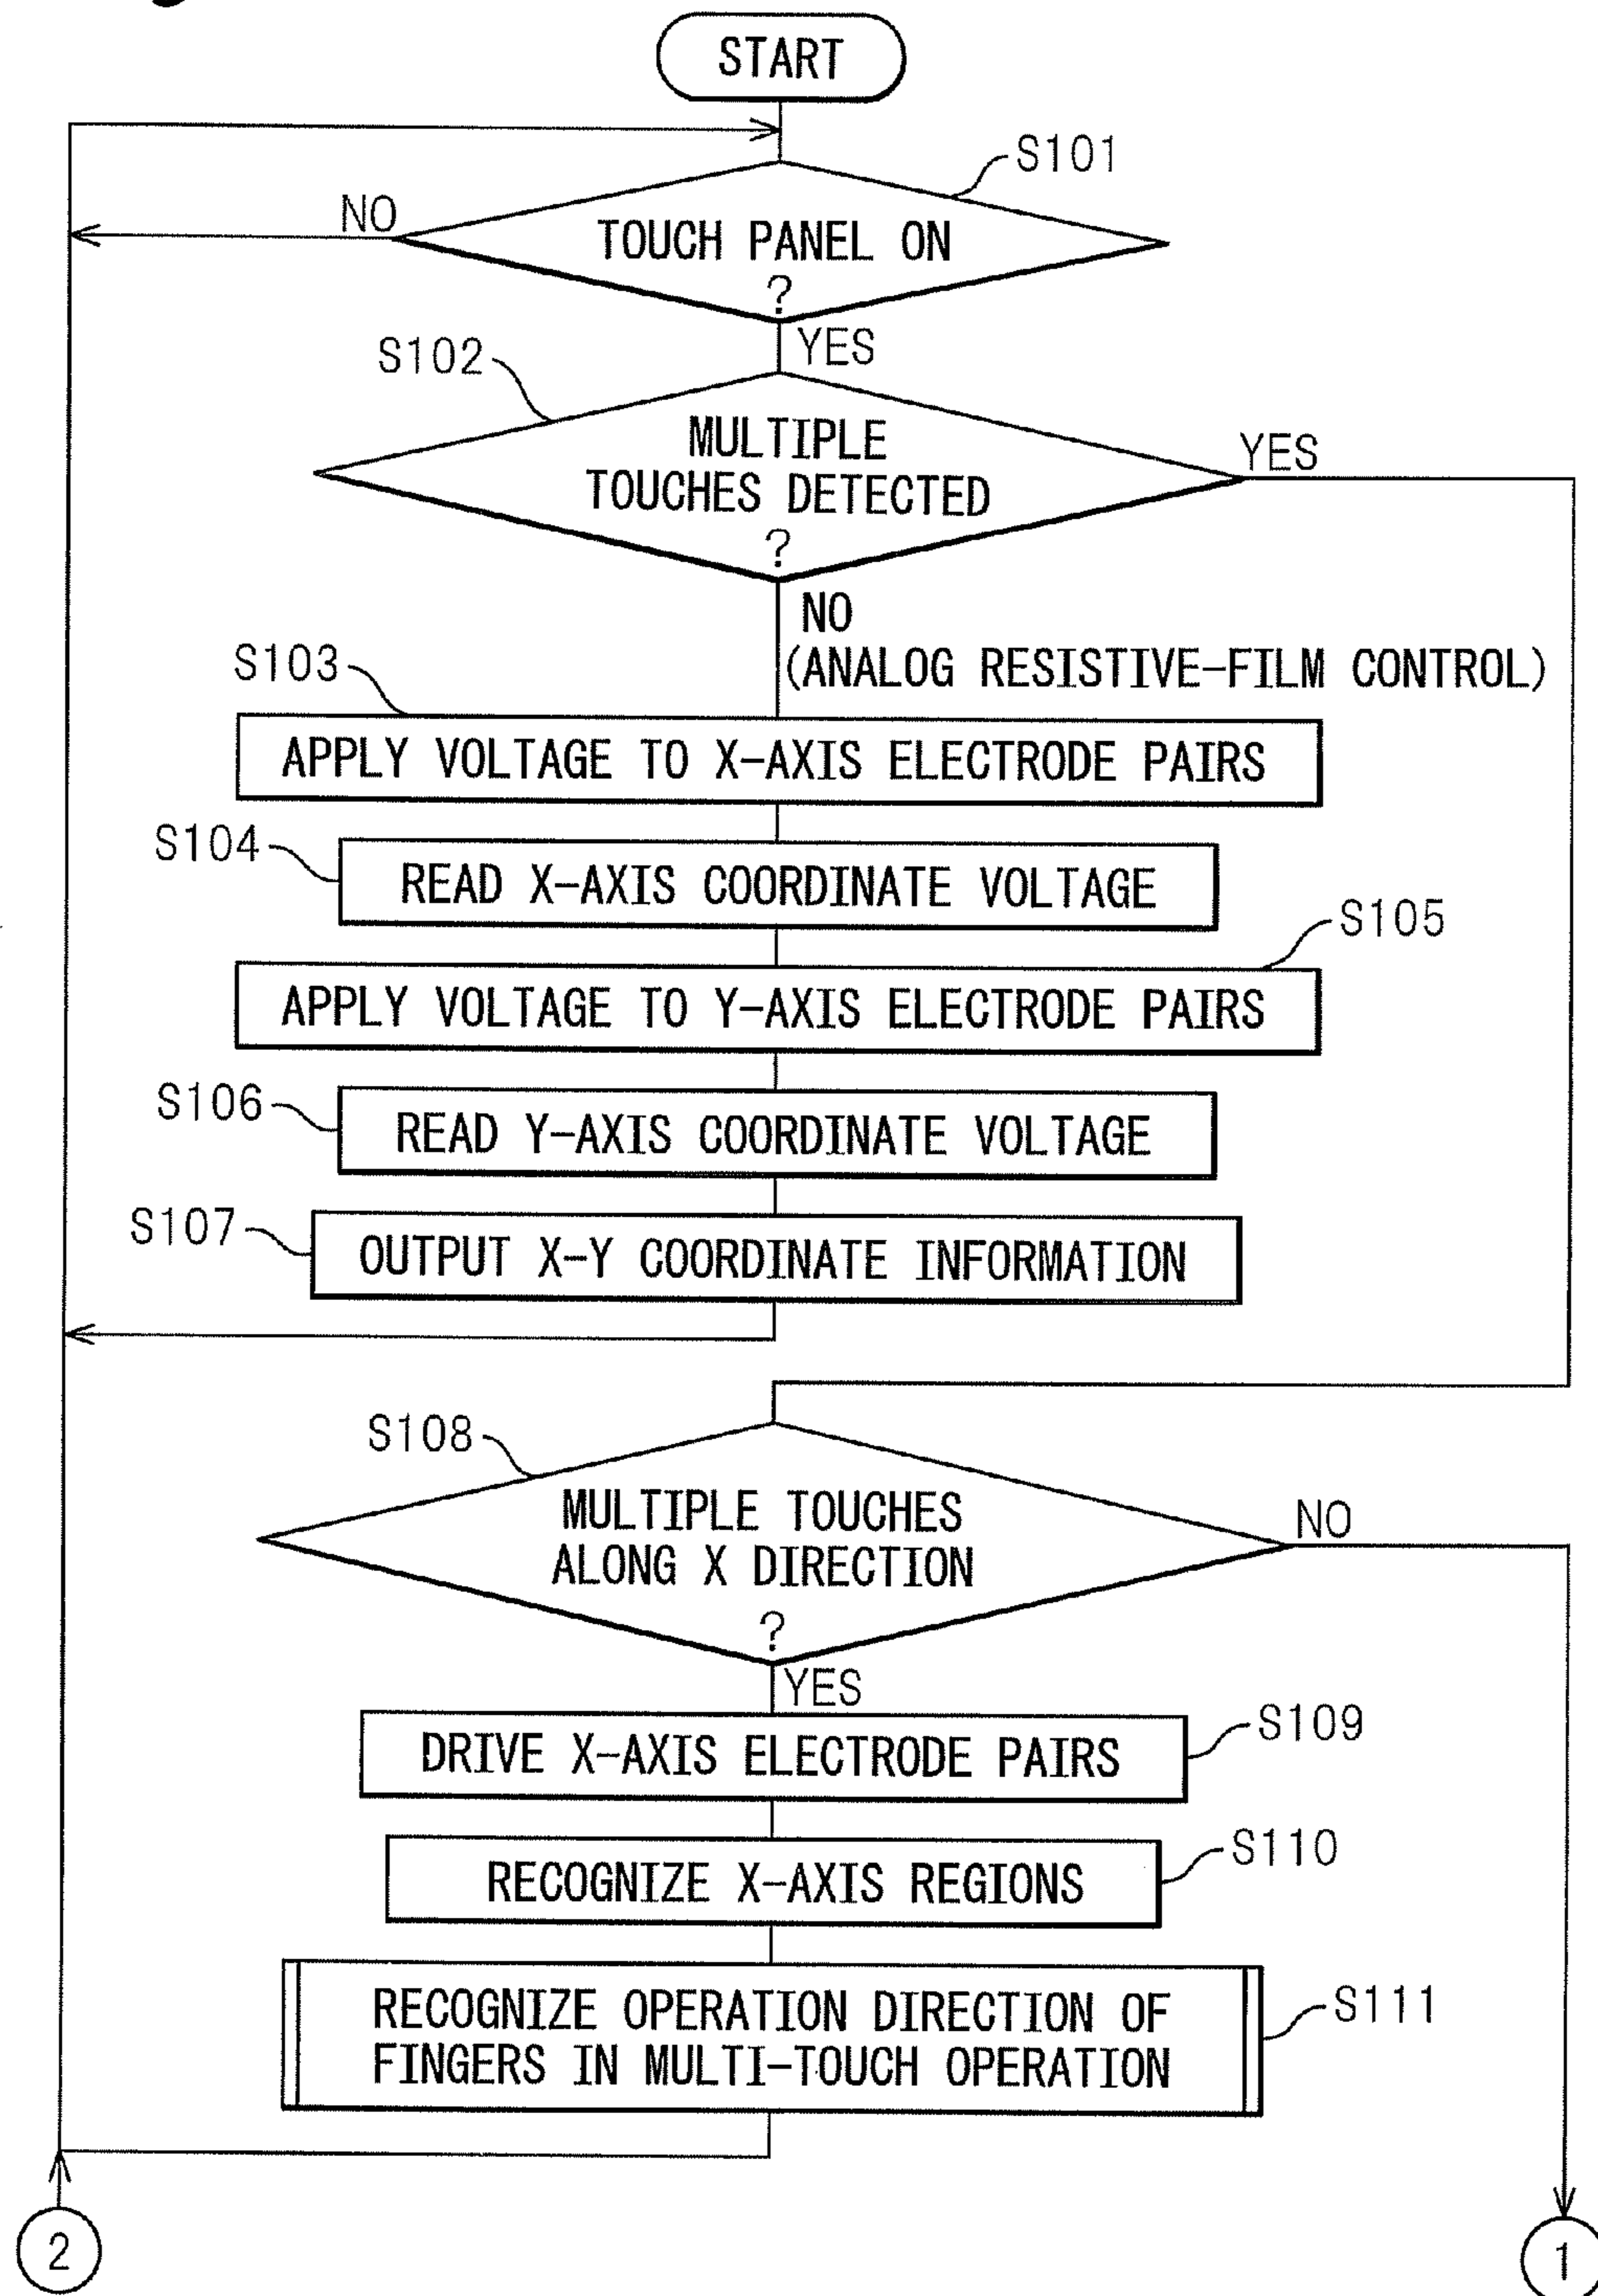 START
S101
NO
TOUCH PANEL ON
?
YES
S102
MULTIPLE
TOUCHES DETECTED
?
YES
NO
(ANALOG RESISTIVE-FILM CONTROL)
S103
APPLY VOLTAGE TO X-AXIS ELECTRODE PAIRS
S104
READ X-AXIS COORDINATE VOLTAGE
S105
APPLY VOLTAGE TO Y-AXIS ELECTRODE PAIRS
S106
READ Y-AXIS COORDINATE VOLTAGE
S107
OUTPUT X-Y COORDINATE INFORMATION
S108
MULTIPLE TOUCHES
ALONG X DIRECTION
?
NO
YES
S109
DRIVE X-AXIS ELECTRODE PAIRS
S110
RECOGNIZE X-AXIS REGIONS
S111
RECOGNIZE OPERATION DIRECTION OF
FINGERS IN MULTI-TOUCH OPERATION
2
1